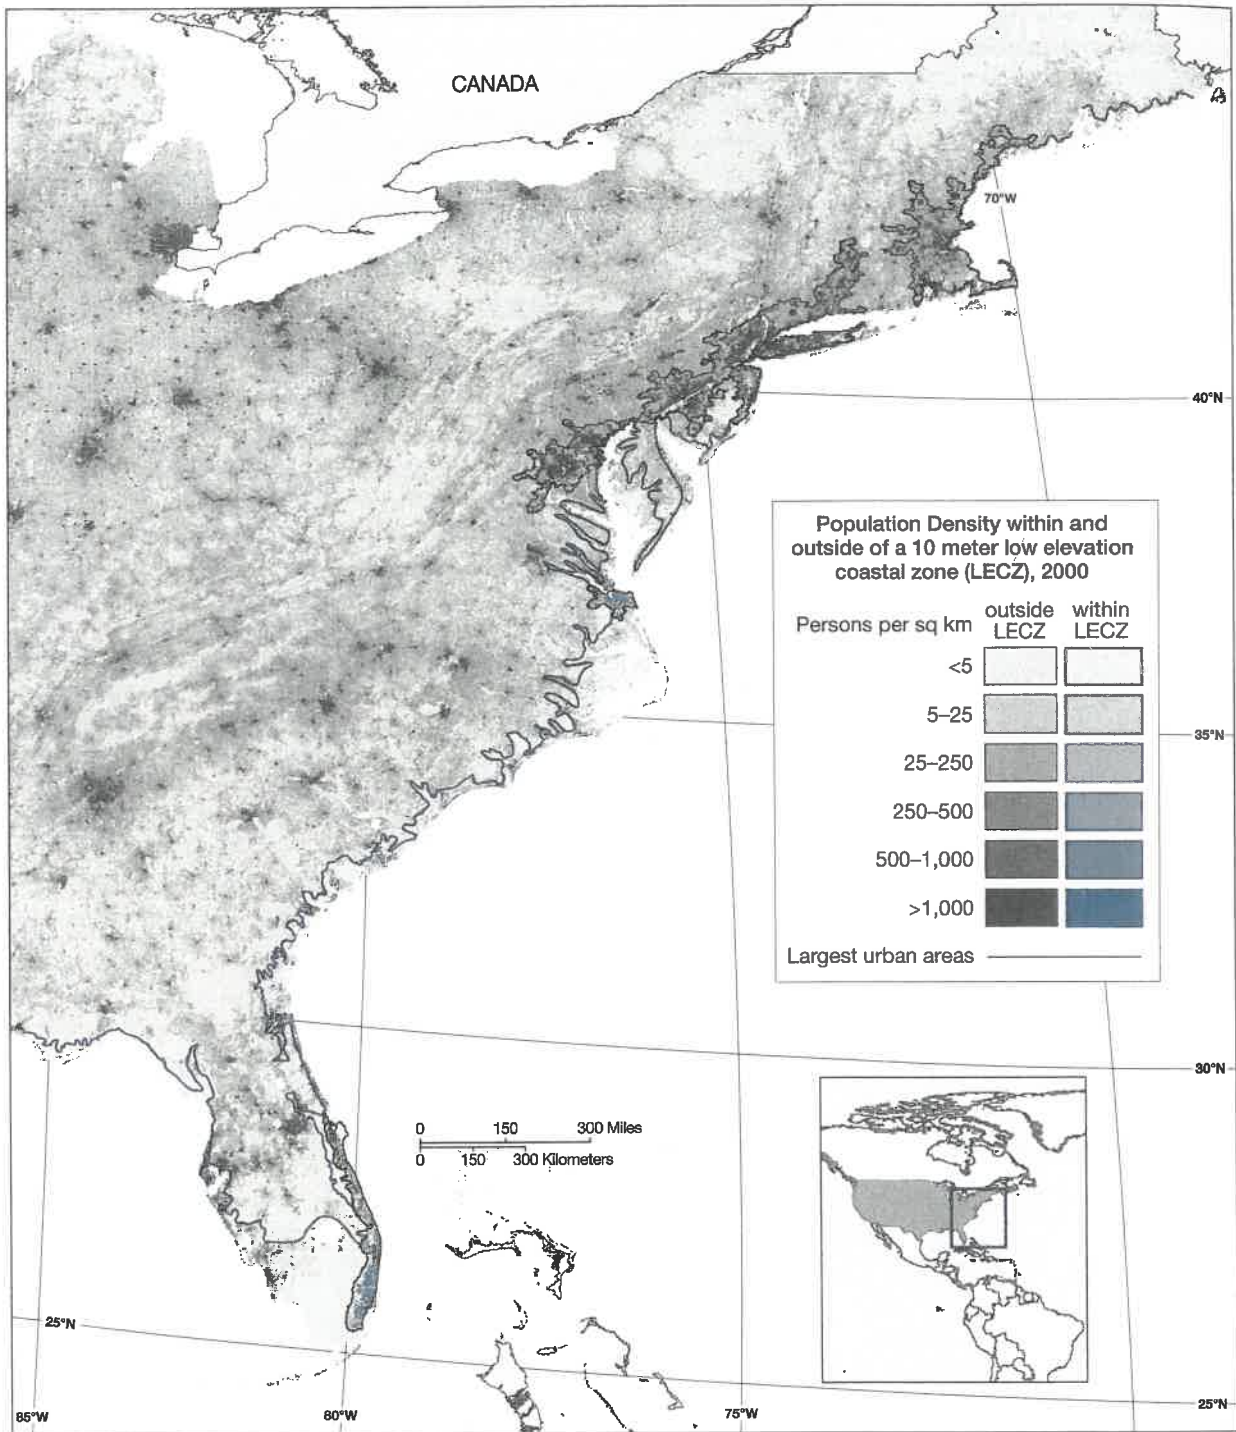 CANADA
70°W
40°N
Population Density within and
outside of a 10 meter low elevation
coastal zone (LECZ), 2000
Persons per sq km
outside
LECZ
within
LECZ
<5
5–25
25–250
250–500
500–1,000
>1,000
Largest urban areas
35°N
30°N
0 150 300 Miles
0 150 300 Kilometers
25°N
25°N
85°W
80°W
75°W